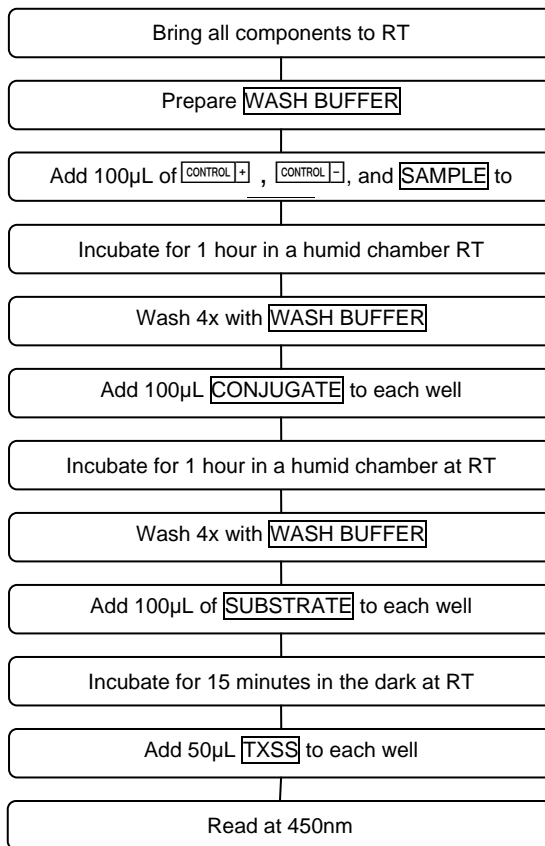 Bring all components to RT
Prepare WASH BUFFER
Add 100µL of CONTROL + , CONTROL - , and SAMPLE to
Incubate for 1 hour in a humid chamber RT
Wash 4x with WASH BUFFER
Add 100µL CONJUGATE to each well
Incubate for 1 hour in a humid chamber at RT
Wash 4x with WASH BUFFER
Add 100µL of SUBSTRATE to each well
Incubate for 15 minutes in the dark at RT
Add 50µL TXSS to each well
Read at 450nm